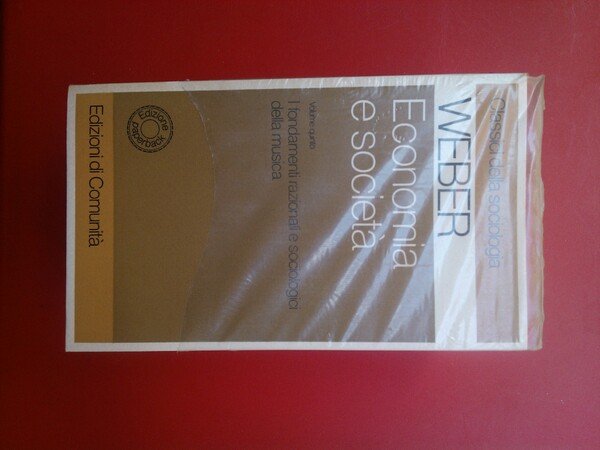 Classici della sociologia
WEBER
Economia
e società
volume quinto
I fondamenti razionali e sociologici
della musica
Edizione
paperback
Edizioni di Comunità